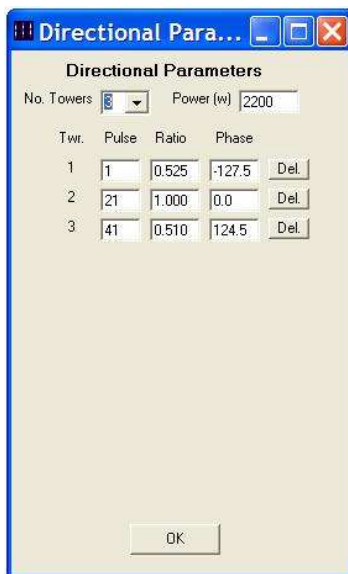 Directional Para...
Directional Parameters
No. Towers 3 Power (w) 2200
Twr. Pulse Ratio Phase
1 1 0.525 -127.5 Del.
2 21 1.000 0.0 Del.
3 41 0.510 124.5 Del.
OK